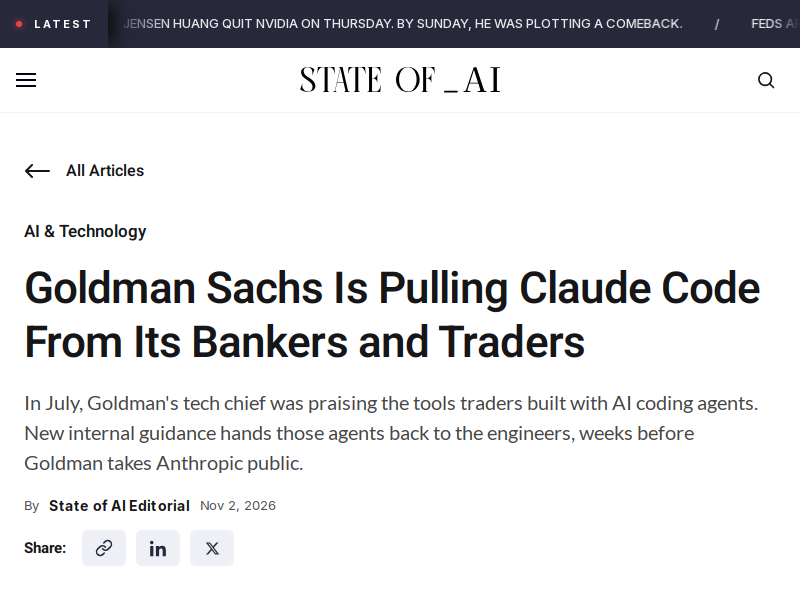 LATEST
JENSEN HUANG QUIT NVIDIA ON THURSDAY. BY SUNDAY, HE WAS PLOTTING A COMEBACK. / FEDS
STATE OF _AI
All Articles
AI & Technology
Goldman Sachs Is Pulling Claude Code
From Its Bankers and Traders
In July, Goldman's tech chief was praising the tools traders built with AI coding agents.
New internal guidance hands those agents back to the engineers, weeks before
Goldman takes Anthropic public.
By State of AI Editorial Nov 2, 2026
Share: